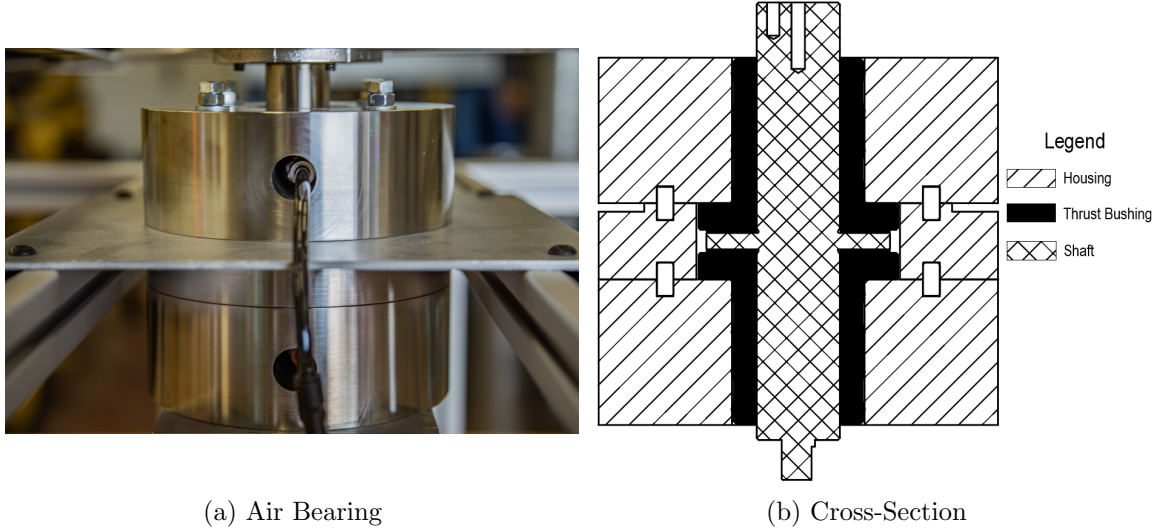 Legend
Housing
Thrust Bushing
Shaft
(a) Air Bearing
(b) Cross-Section